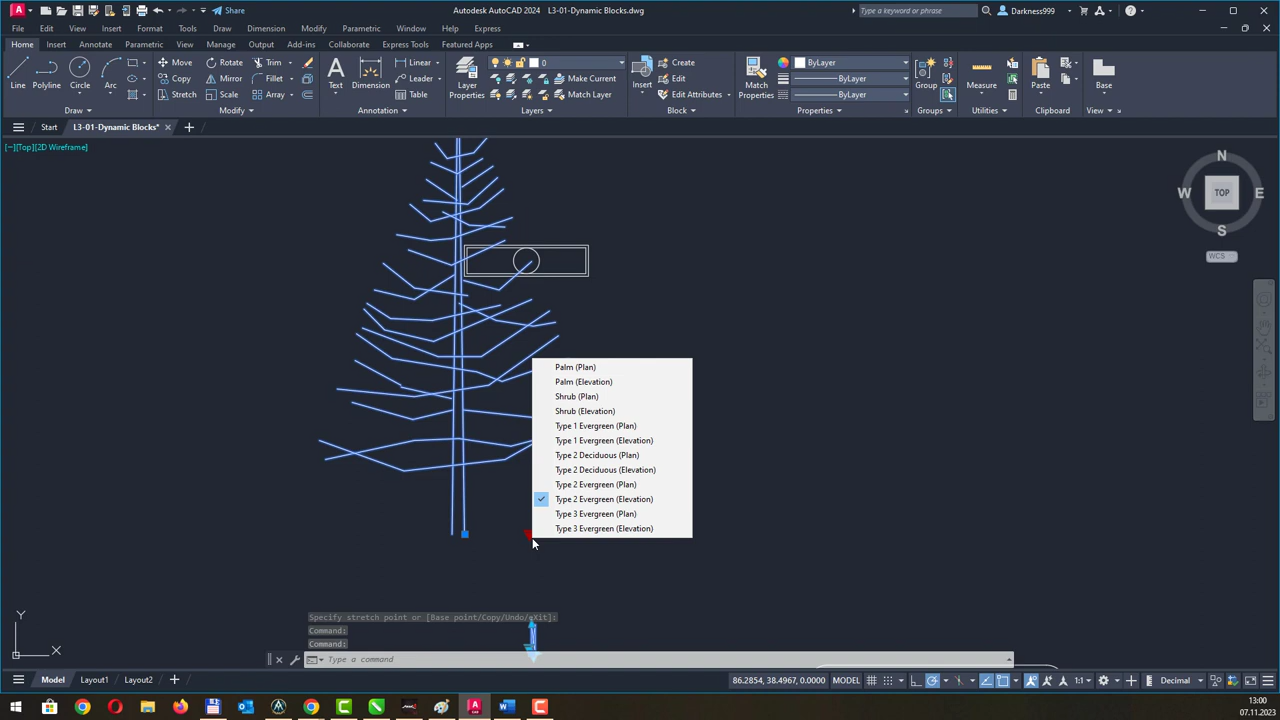 Share
Autodesk AutoCAD 2024 L3-01-Dynamic Blocks.dwg
Type a keyword or phrase
Darkness999
File Edit View Insert Format Tools Draw Dimension Modify Parametric Window Help Express
Home Insert Annotate Parametric View Manage Output Add-ins Collaborate Express Tools Featured Apps
Line Polyline Circle Arc
Move Rotate Trim
Copy Mirror Fillet
Stretch Scale Array
Text Dimension
Linear
Leader
Table
Layer Properties
0
Make Current
Match Layer
Insert
Create
Edit
Edit Attributes
Match Properties
ByLayer
ByLayer
ByLayer
Group
Measure
Paste
Base
Draw Modify Annotation Layers Block Properties Groups Utilities Clipboard View
Start L3-01-Dynamic Blocks*
[−][Top][2D Wireframe]
N
W TOP E
S
WCS
Palm (Plan)
Palm (Elevation)
Shrub (Plan)
Shrub (Elevation)
Type 1 Evergreen (Plan)
Type 1 Evergreen (Elevation)
Type 2 Deciduous (Plan)
Type 2 Deciduous (Elevation)
Type 2 Evergreen (Plan)
Type 2 Evergreen (Elevation)
Type 3 Evergreen (Plan)
Type 3 Evergreen (Elevation)
Y
X
Specify stretch point or [Base point/Copy/Undo/eXit]:
Command:
Command:
Type a command
Model Layout1 Layout2
86.2854, 38.4967, 0.0000 MODEL
1:1
Decimal
13:00
07.11.2023